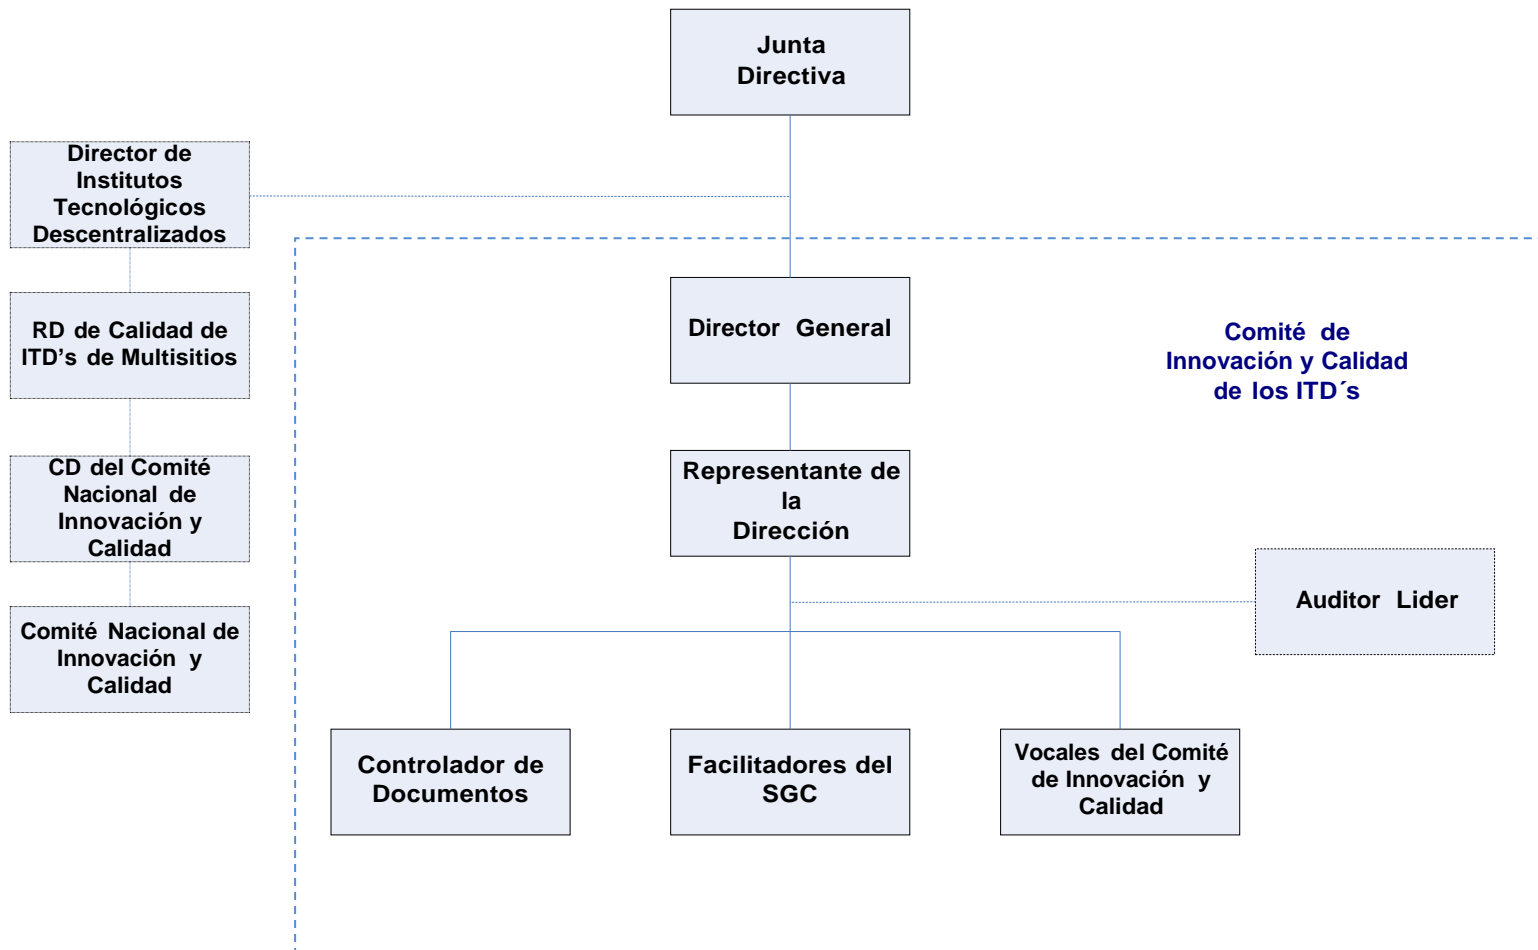 Junta
Directiva
Director de
Institutos
Tecnológicos
Descentralizados
RD de Calidad de
ITD's de Multisitios
CD del Comité
Nacional de
Innovación y
Calidad
Comité Nacional de
Innovación y
Calidad
Director General
Comité de
Innovación y Calidad
de los ITD´s
Representante de
la
Dirección
Auditor Lider
Controlador de
Documentos
Facilitadores del
SGC
Vocales del Comité
de Innovación y
Calidad